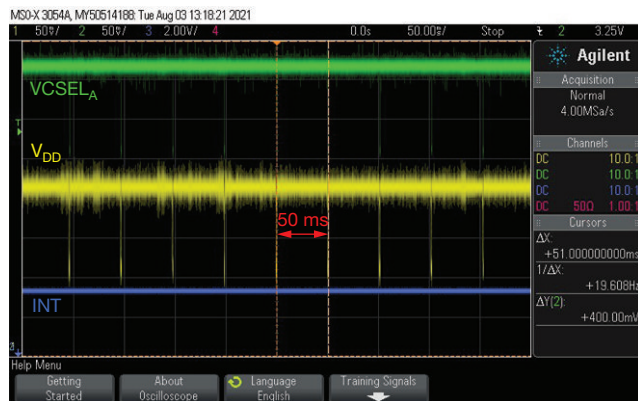 MSO-X 3054A, MY50514188: Tue Aug 03 13:18:21 2021
1 50㎷/ 2 50㎷/ 3 2.00V/ 4 0.0s 50.00㎳/ Stop 2 3.25V
Agilent
Acquisition
Normal
4.00MSa/s
Channels
DC 10.0:1
DC 10.0:1
DC 10.0:1
DC 50Ω 1.00:1
Cursors
ΔX:
+51.000000000ms
1/ΔX:
+19.608Hz
ΔY(2):
+400.00mV
VCSELA
VDD
50 ms
INT
Help Menu
Getting Started
About Oscilloscope
Language English
Training Signals